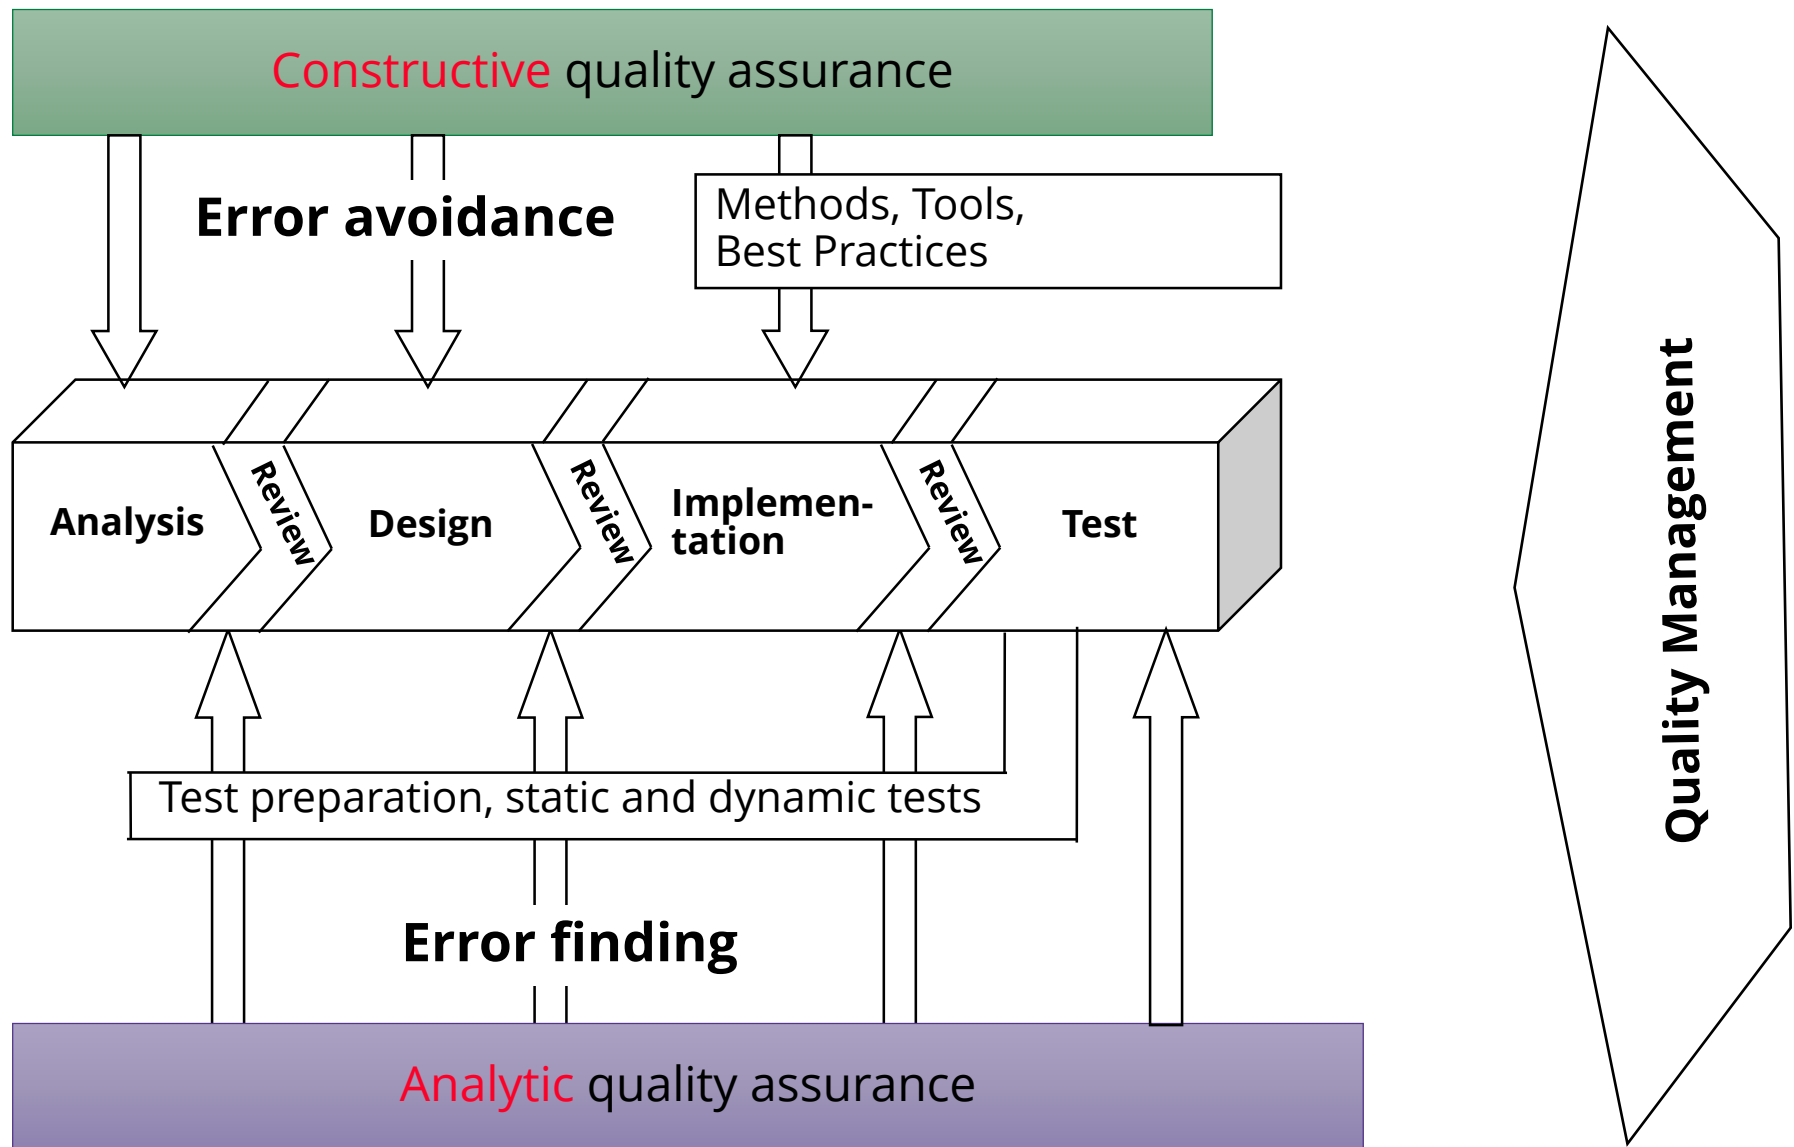 Constructive quality assurance
Error avoidance
Methods, Tools,
Best Practices
Analysis
Review
Design
Review
Implemen-
tation
Review
Test
Test preparation, static and dynamic tests
Error finding
Analytic quality assurance
Quality Management